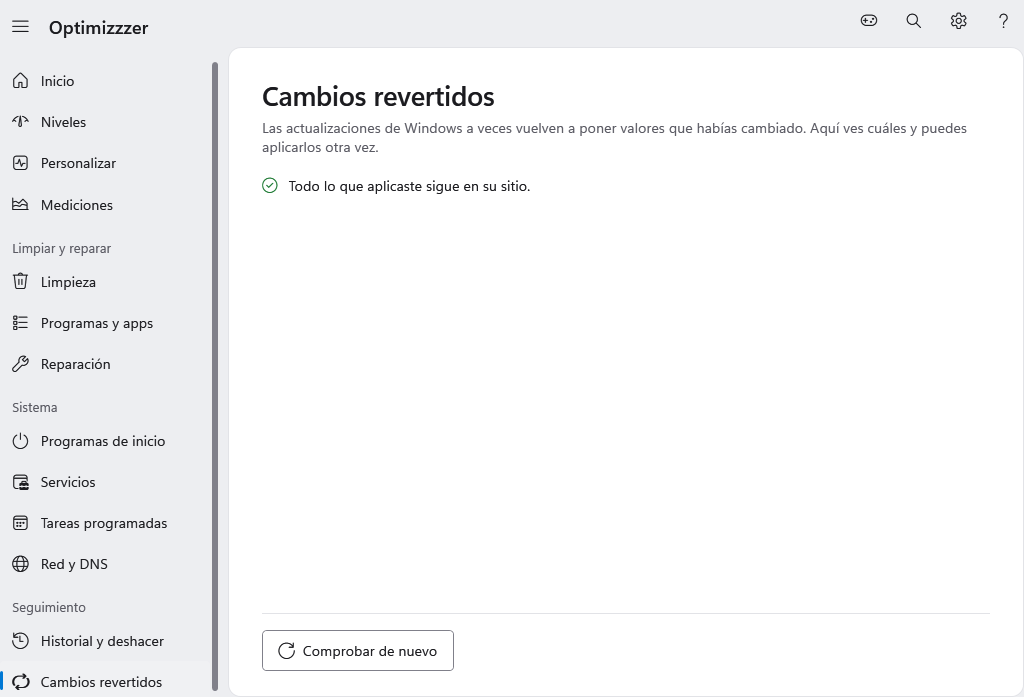 Optimizzzer
Inicio
Niveles
Personalizar
Mediciones
Limpiar y reparar
Limpieza
Programas y apps
Reparación
Sistema
Programas de inicio
Servicios
Tareas programadas
Red y DNS
Seguimiento
Historial y deshacer
Cambios revertidos
Cambios revertidos
Las actualizaciones de Windows a veces vuelven a poner valores que habías cambiado. Aquí ves cuáles y puedes
aplicarlos otra vez.
Todo lo que aplicaste sigue en su sitio.
Comprobar de nuevo